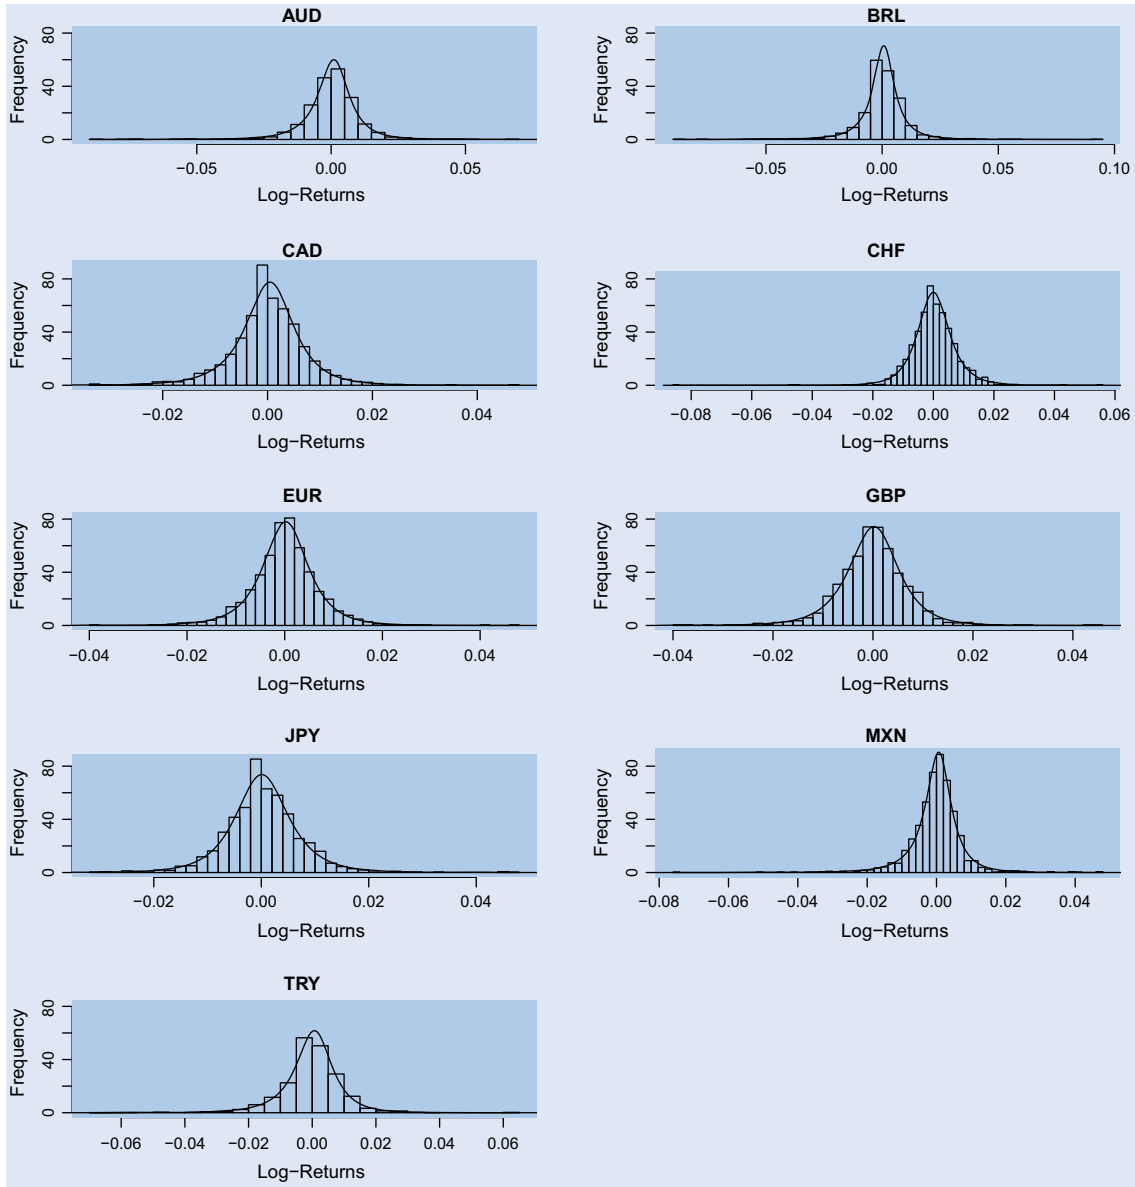 AUD
Frequency
0 40 80
−0.05 0.00 0.05
Log−Returns
BRL
Frequency
0 40 80
−0.05 0.00 0.05 0.10
Log−Returns
CAD
Frequency
0 40 80
−0.02 0.00 0.02 0.04
Log−Returns
CHF
Frequency
0 40 80
−0.08 −0.06 −0.04 −0.02 0.00 0.02 0.04 0.06
Log−Returns
EUR
Frequency
0 40 80
−0.04 −0.02 0.00 0.02 0.04
Log−Returns
GBP
Frequency
0 40 80
−0.04 −0.02 0.00 0.02 0.04
Log−Returns
JPY
Frequency
0 40 80
−0.02 0.00 0.02 0.04
Log−Returns
MXN
Frequency
0 40 80
−0.08 −0.06 −0.04 −0.02 0.00 0.02 0.04
Log−Returns
TRY
Frequency
0 40 80
−0.06 −0.04 −0.02 0.00 0.02 0.04 0.06
Log−Returns